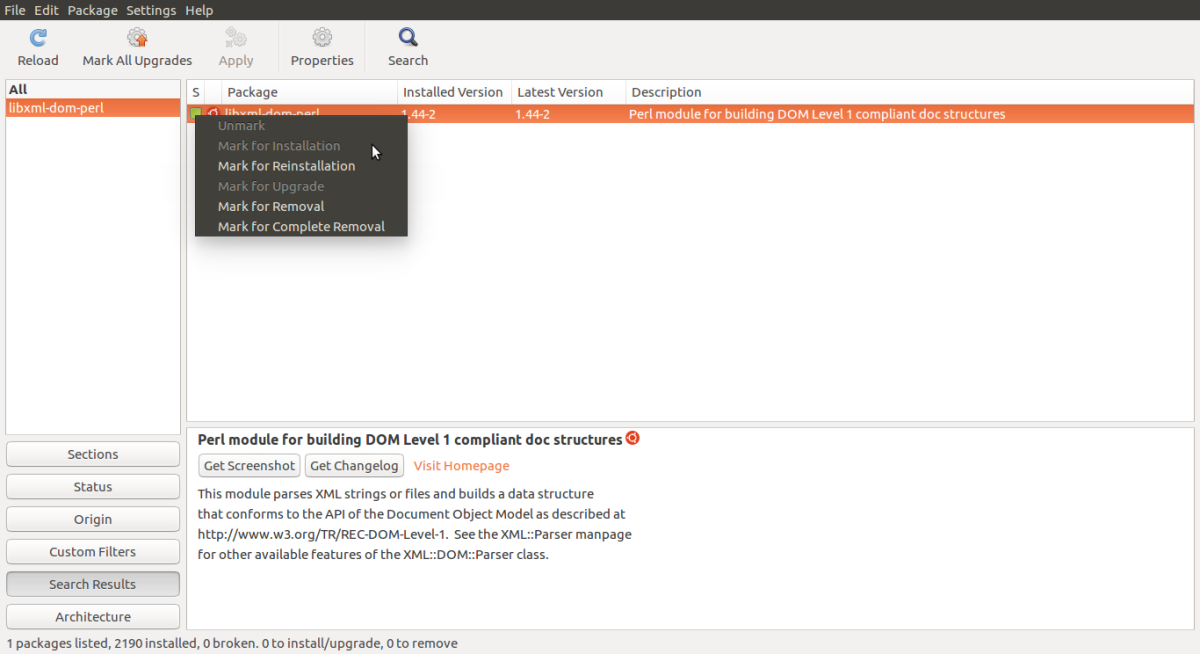 File Edit Package Settings Help
Reload Mark All Upgrades Apply Properties Search
All
libxml-dom-perl
S Package Installed Version Latest Version Description
libxml-dom-perl 1.44-2 1.44-2 Perl module for building DOM Level 1 compliant doc structures
Unmark
Mark for Installation
Mark for Reinstallation
Mark for Upgrade
Mark for Removal
Mark for Complete Removal
Sections
Status
Origin
Custom Filters
Search Results
Architecture
Perl module for building DOM Level 1 compliant doc structures
Get Screenshot Get Changelog Visit Homepage
This module parses XML strings or files and builds a data structure
that conforms to the API of the Document Object Model as described at
http://www.w3.org/TR/REC-DOM-Level-1. See the XML::Parser manpage
for other available features of the XML::DOM::Parser class.
1 packages listed, 2190 installed, 0 broken. 0 to install/upgrade, 0 to remove